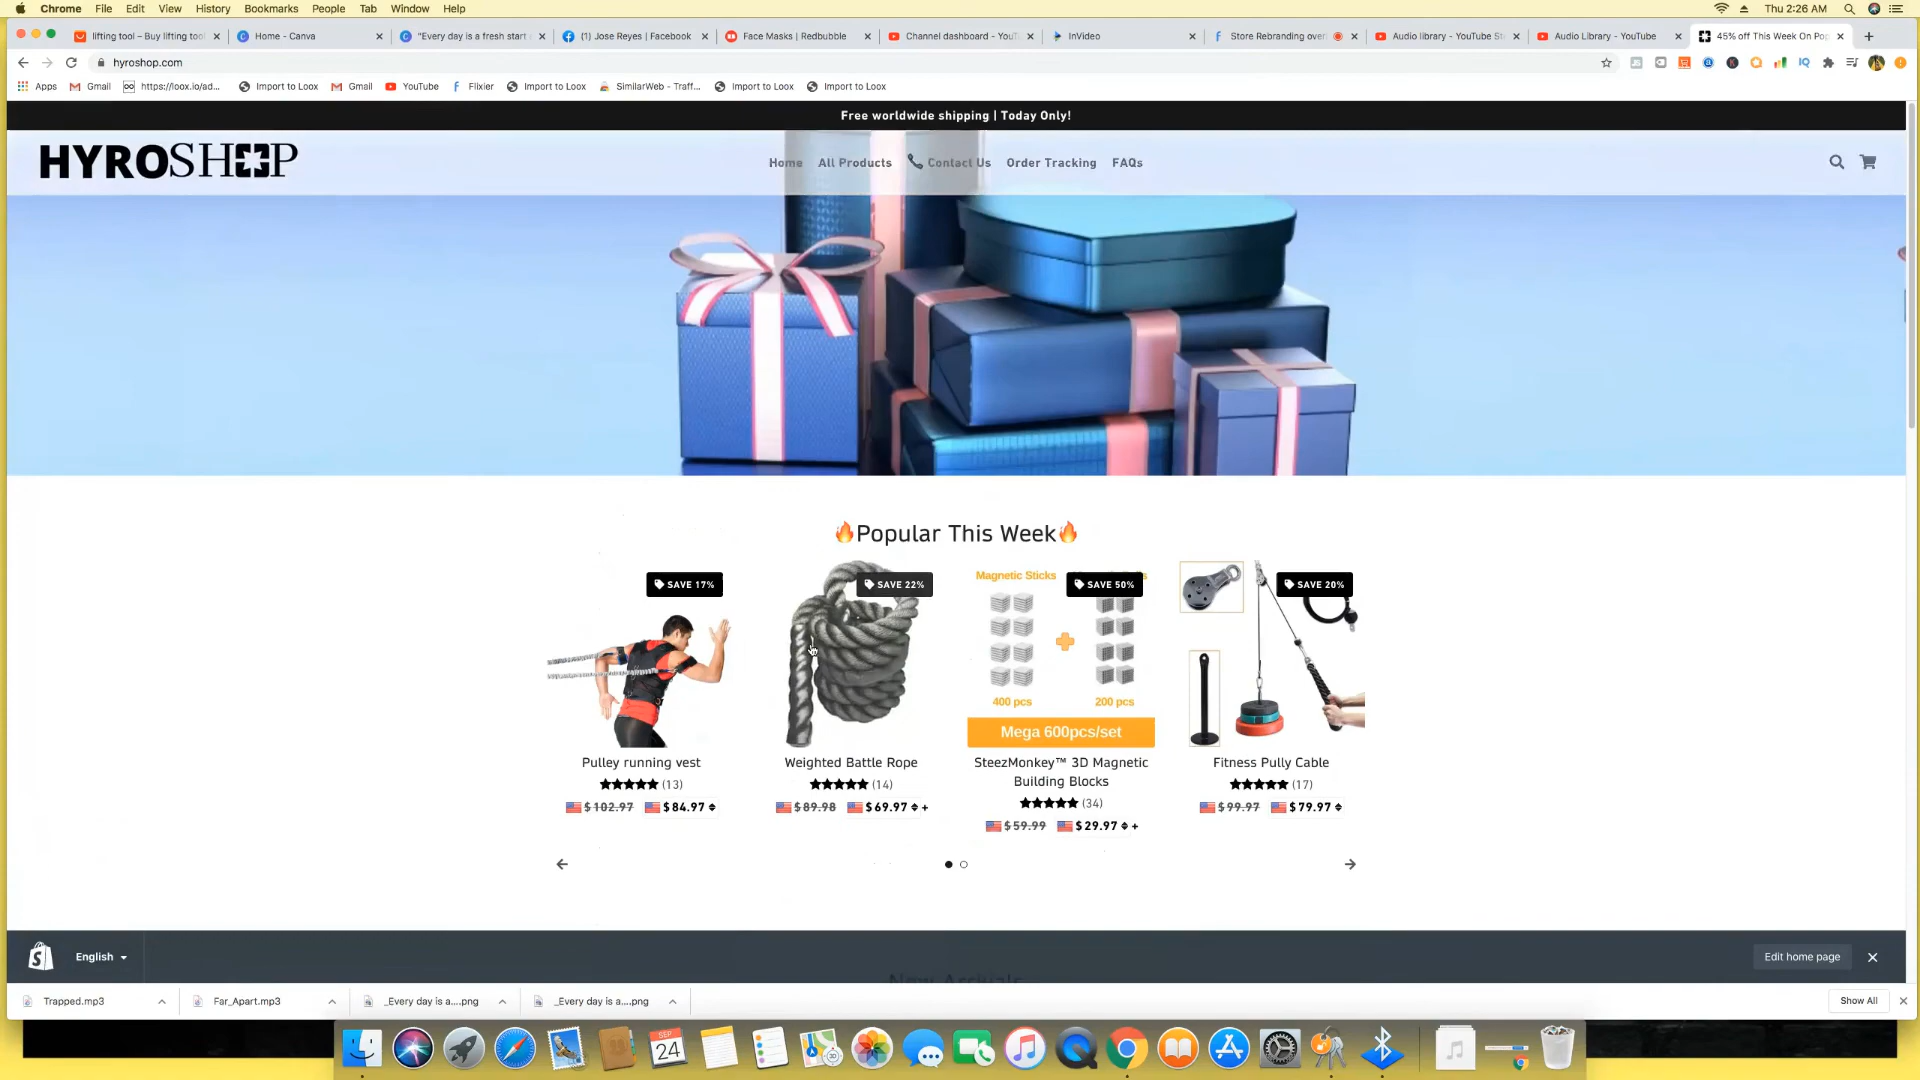 Chrome File Edit View History Bookmarks People Tab Window Help Thu 2:26 AM
lifting tool – Buy lifting too Home - Canva "Every day is a fresh start (1) Jose Reyes | Facebook Face Masks | Redbubble Channel dashboard - YouT InVideo Store Rebranding over Audio library - YouTube St Audio Library - YouTube 45% off This Week On Pop
hyroshop.com
Apps Gmail https://loox.io/ad... Import to Loox Gmail YouTube Flixier Import to Loox SimilarWeb - Traff... Import to Loox Import to Loox
Free worldwide shipping | Today Only!
HYROSHOP Home All Products Contact Us Order Tracking FAQs
Popular This Week
SAVE 17% SAVE 22% Magnetic Sticks SAVE 50% SAVE 20%
400 pcs 200 pcs
Mega 600pcs/set
Pulley running vest Weighted Battle Rope SteezMonkey™ 3D Magnetic Building Blocks Fitness Pully Cable
(13) (14) (34) (17)
$102.97 $84.97 $89.98 $69.97 + $59.99 $29.97 + $99.97 $79.97
New Arrivals
English Edit home page
Trapped.mp3 Far_Apart.mp3 _Every day is a....png _Every day is a....png Show All
SEP
24